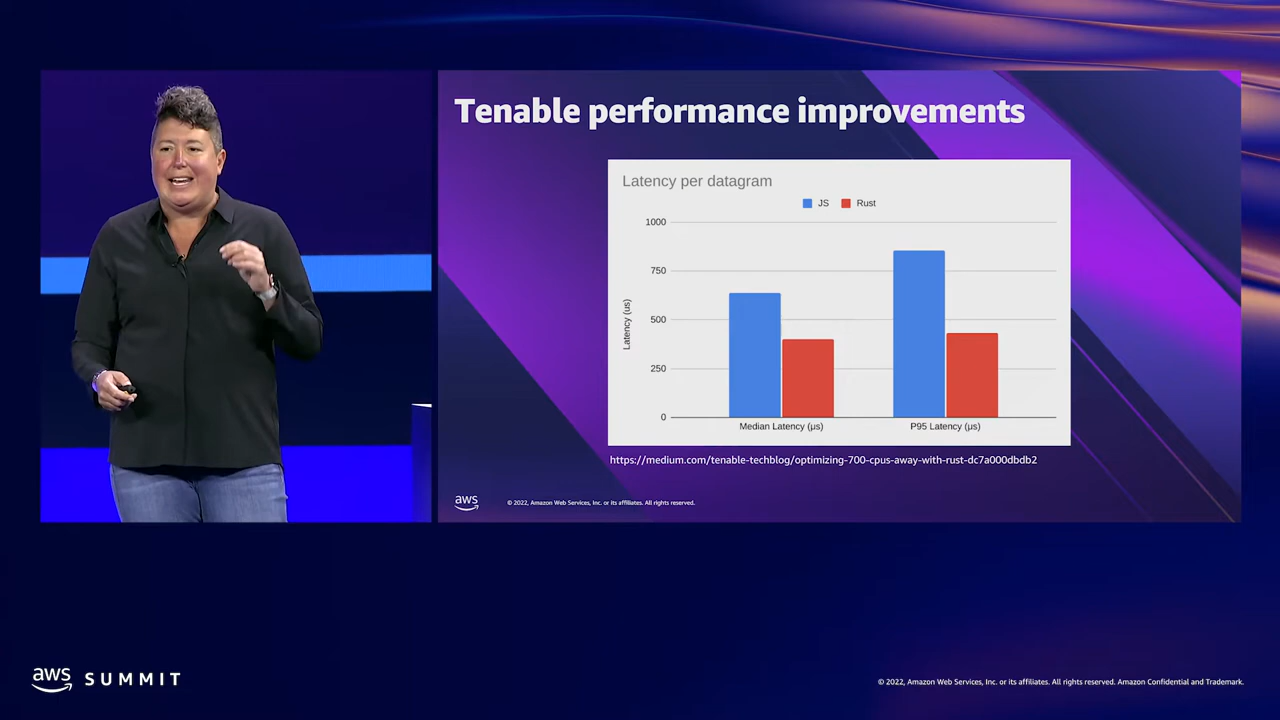 Tenable performance improvements
Latency per datagram
JS Rust
1000
750
500
250
0
Latency (us)
Median Latency (μs) P95 Latency (μs)
https://medium.com/tenable-techblog/optimizing-700-cpus-away-with-rust-dc7a000dbdb2
aws
© 2022, Amazon Web Services, Inc. or its affiliates. All rights reserved.
aws SUMMIT
© 2022, Amazon Web Services, Inc. or its affiliates. All rights reserved. Amazon Confidential and Trademark.